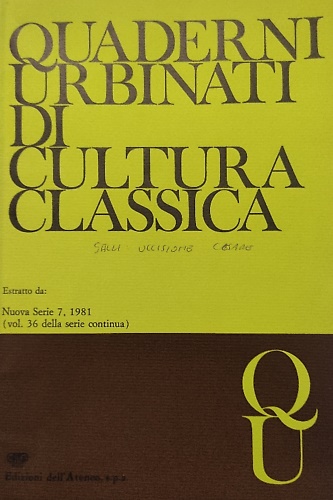 QUADERNI
URBINATI
DI
CULTURA
CLASSICA
GALLI UCCISIONE CESARE
Estratto da:
Nuova Serie 7, 1981
(vol. 36 della serie continua)
Q
U
Edizioni dell'Ateneo, s.p.a.